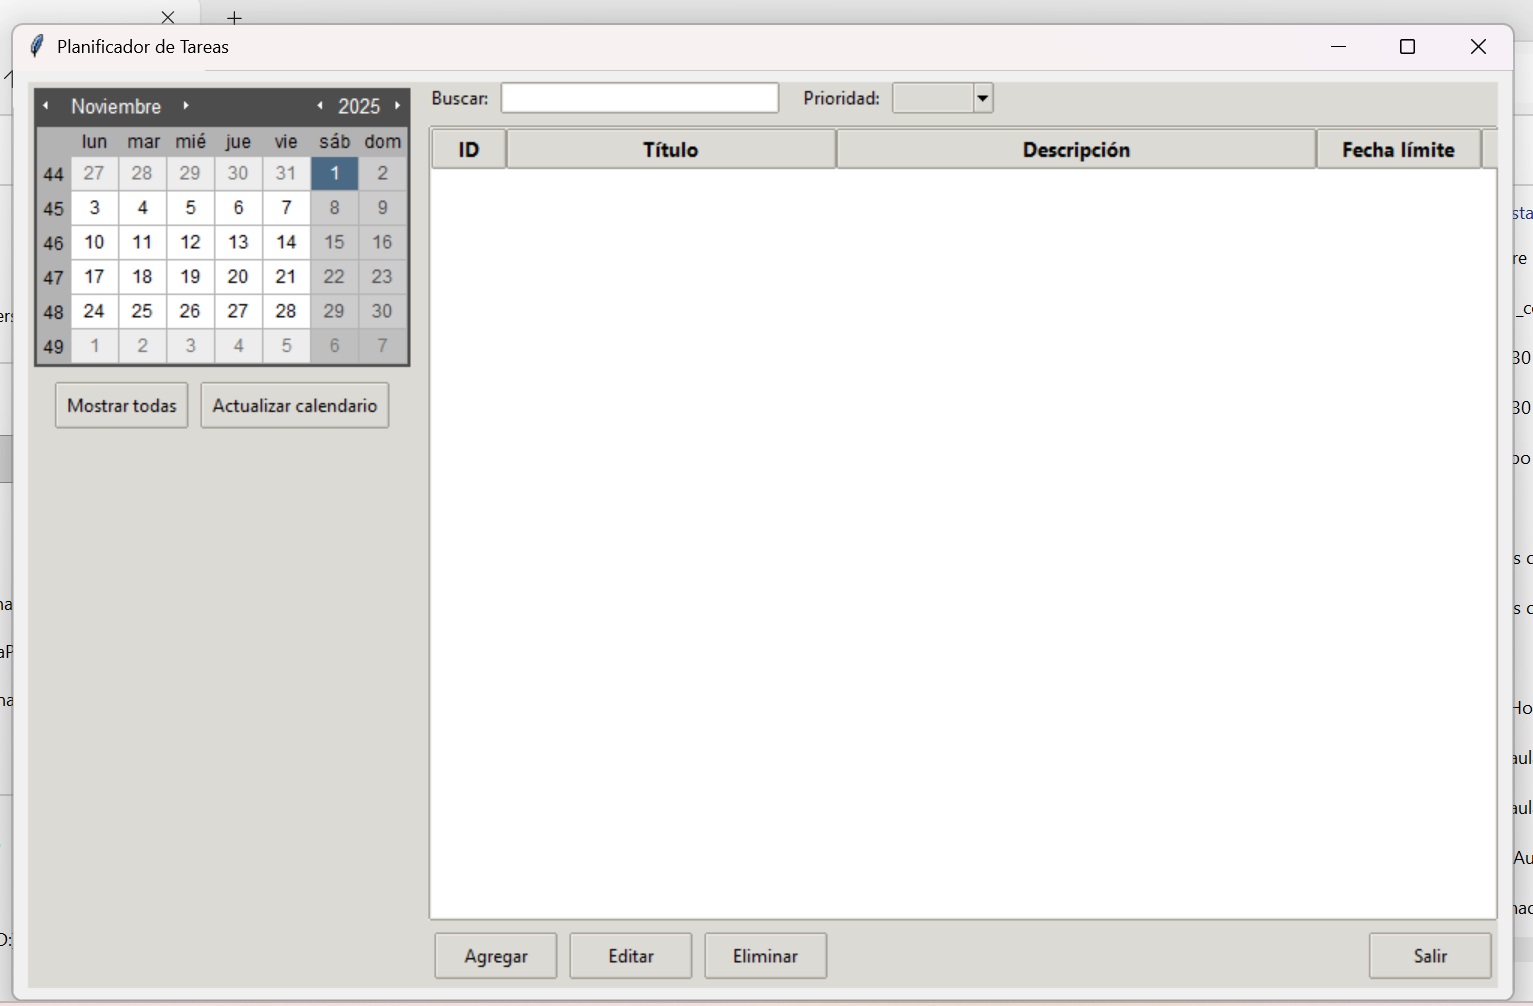 Planificador de Tareas
Noviembre 2025
lun mar mié jue vie sáb dom
44 27 28 29 30 31 1 2
45 3 4 5 6 7 8 9
46 10 11 12 13 14 15 16
47 17 18 19 20 21 22 23
48 24 25 26 27 28 29 30
49 1 2 3 4 5 6 7
Mostrar todas Actualizar calendario
Buscar: Prioridad:
ID Título Descripción Fecha límite
Agregar Editar Eliminar Salir